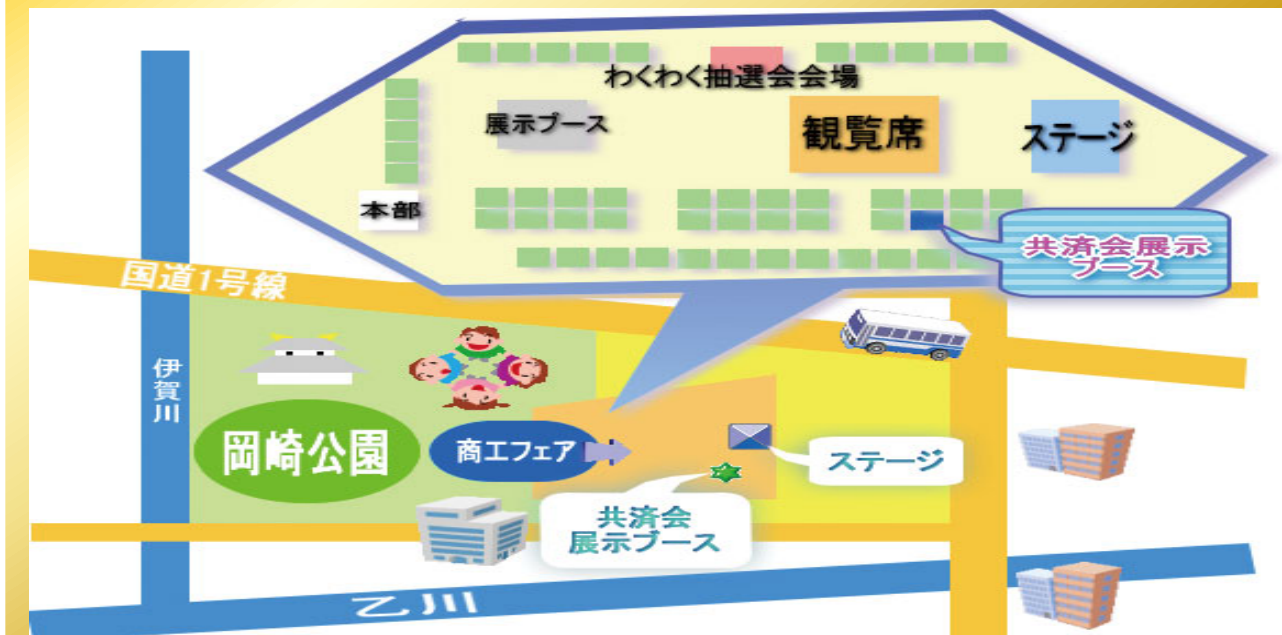 わくわく抽選会会場
展示ブース
観覧席
ステージ
本部
共済会展示
ブース
国道1号線
伊賀川
岡崎公園
商工フェア
ステージ
共済会
展示ブース
乙川